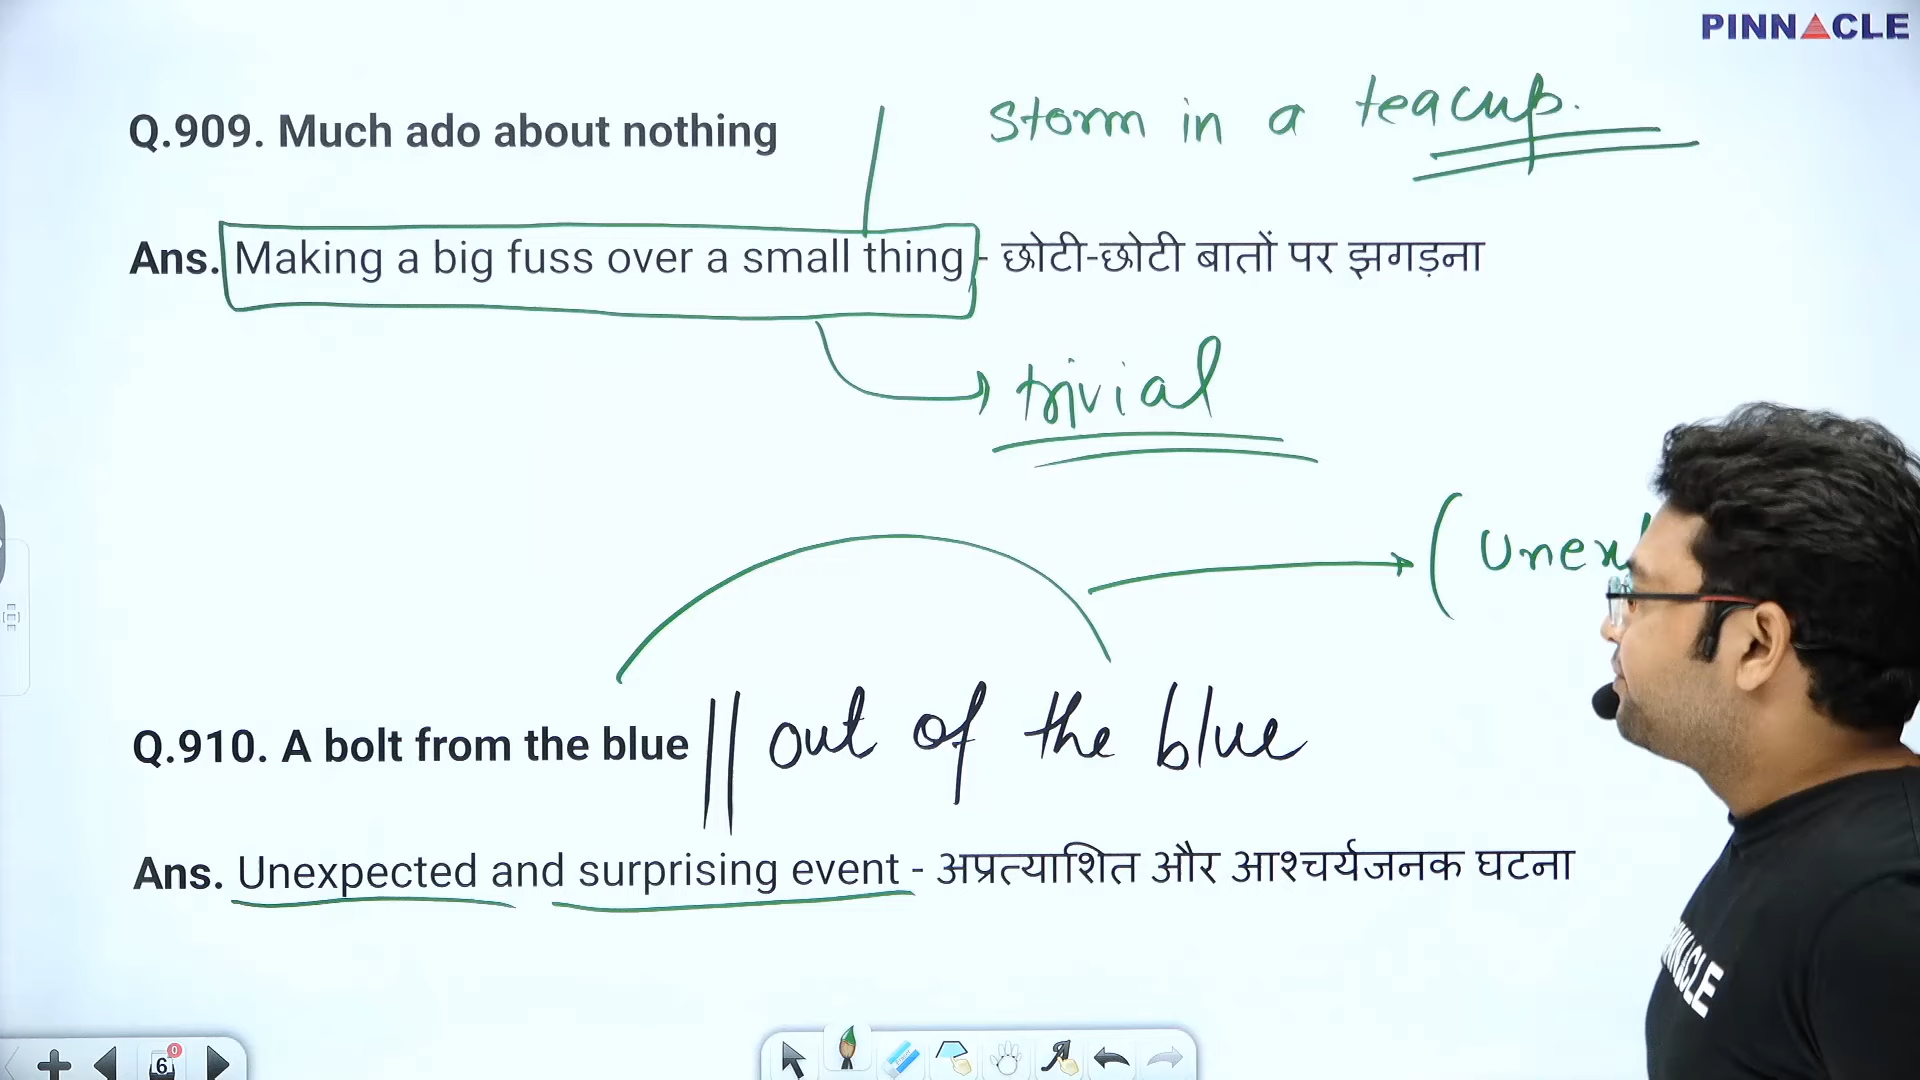 PINNACLE
Q.909. Much ado about nothing
Storm in a teacup.
Ans. Making a big fuss over a small thing - छोटी-छोटी बातों पर झगड़ना
trivial
Q.910. A bolt from the blue || out of the blue
Ans. Unexpected and surprising event - अप्रत्याशित और आश्चर्यजनक घटना
6
0